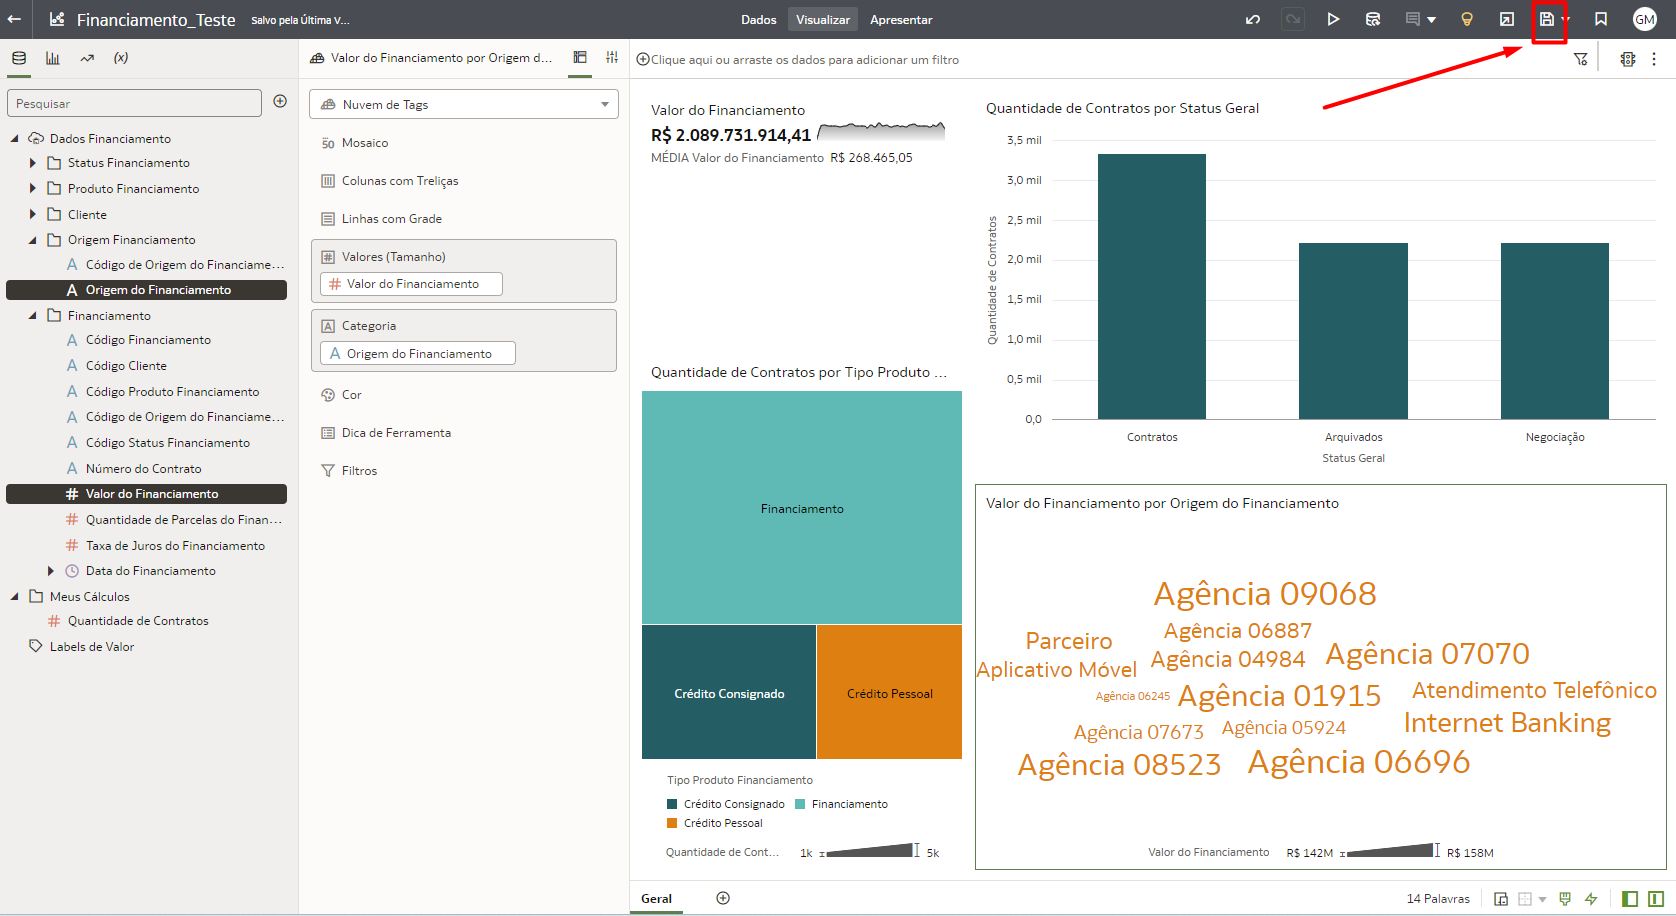 Financiamento_Teste
Salvo pela Última V...
Dados
Visualizar
Apresentar
GM
(x)
Pesquisar
Dados Financiamento
Status Financiamento
Produto Financiamento
Cliente
Origem Financiamento
A Código de Origem do Financiame...
A Origem do Financiamento
Financiamento
A Código Financiamento
A Código Cliente
A Código Produto Financiamento
A Código de Origem do Financiame...
A Código Status Financiamento
A Número do Contrato
# Valor do Financiamento
# Quantidade de Parcelas do Finan...
# Taxa de Juros do Financiamento
Data do Financiamento
Meus Cálculos
# Quantidade de Contratos
Labels de Valor
Valor do Financiamento por Origem d...
Nuvem de Tags
50 Mosaico
Colunas com Treliças
Linhas com Grade
# Valores (Tamanho)
# Valor do Financiamento
A Categoria
A Origem do Financiamento
Cor
Dica de Ferramenta
Filtros
Clique aqui ou arraste os dados para adicionar um filtro
Valor do Financiamento
R$ 2.089.731.914,41
MÉDIA Valor do Financiamento R$ 268.465,05
Quantidade de Contratos por Status Geral
3,5 mil
3,0 mil
2,5 mil
2,0 mil
1,5 mil
1,0 mil
0,5 mil
0,0
Quantidade de Contratos
Contratos
Arquivados
Negociação
Status Geral
Quantidade de Contratos por Tipo Produto ...
Financiamento
Crédito Consignado
Crédito Pessoal
Tipo Produto Financiamento
Crédito Consignado
Financiamento
Crédito Pessoal
Quantidade de Cont...
1k
5k
Valor do Financiamento por Origem do Financiamento
Agência 09068
Agência 06887
Parceiro
Agência 04984
Agência 07070
Aplicativo Móvel
Agência 06245
Agência 01915
Atendimento Telefônico
Agência 07673
Agência 05924
Internet Banking
Agência 08523
Agência 06696
Valor do Financiamento
R$ 142M
R$ 158M
Geral
14 Palavras